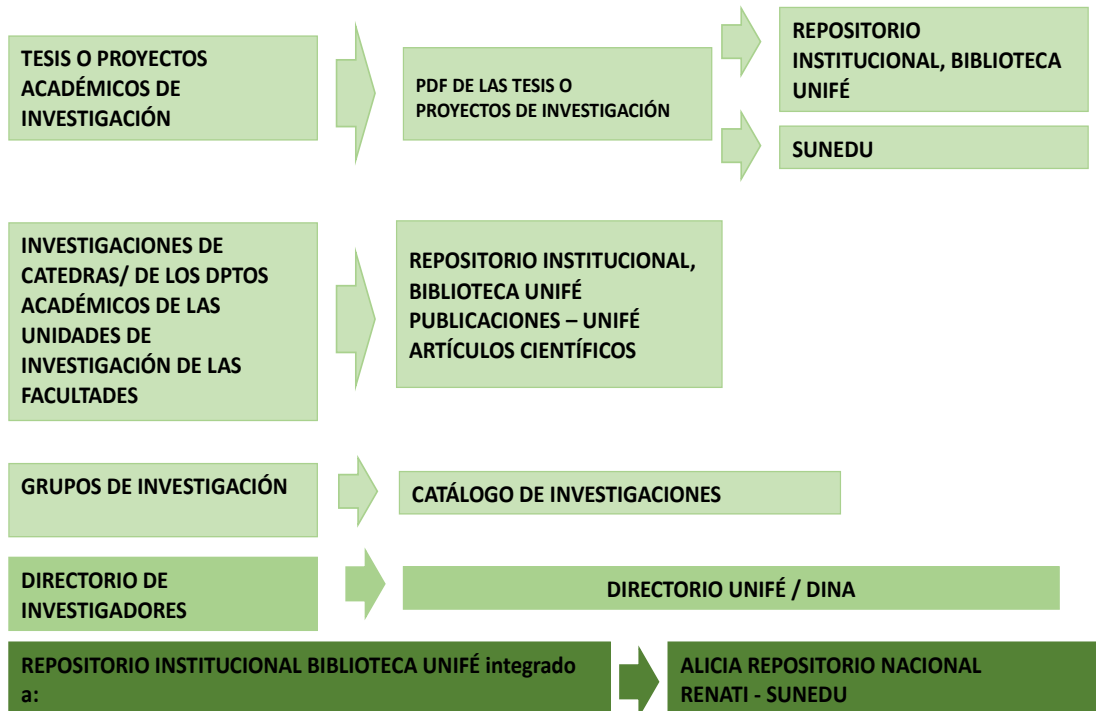 TESIS O PROYECTOS
ACADÉMICOS DE
INVESTIGACIÓN
PDF DE LAS TESIS O
PROYECTOS DE INVESTIGACIÓN
REPOSITORIO
INSTITUCIONAL, BIBLIOTECA
UNIFÉ
SUNEDU
INVESTIGACIONES DE
CATEDRAS/ DE LOS DPTOS
ACADÉMICOS DE LAS
UNIDADES DE
INVESTIGACIÓN DE LAS
FACULTADES
REPOSITORIO INSTITUCIONAL,
BIBLIOTECA UNIFÉ
PUBLICACIONES – UNIFÉ
ARTÍCULOS CIENTÍFICOS
GRUPOS DE INVESTIGACIÓN
CATÁLOGO DE INVESTIGACIONES
DIRECTORIO DE
INVESTIGADORES
DIRECTORIO UNIFÉ / DINA
REPOSITORIO INSTITUCIONAL BIBLIOTECA UNIFÉ integrado
a:
ALICIA REPOSITORIO NACIONAL
RENATI - SUNEDU